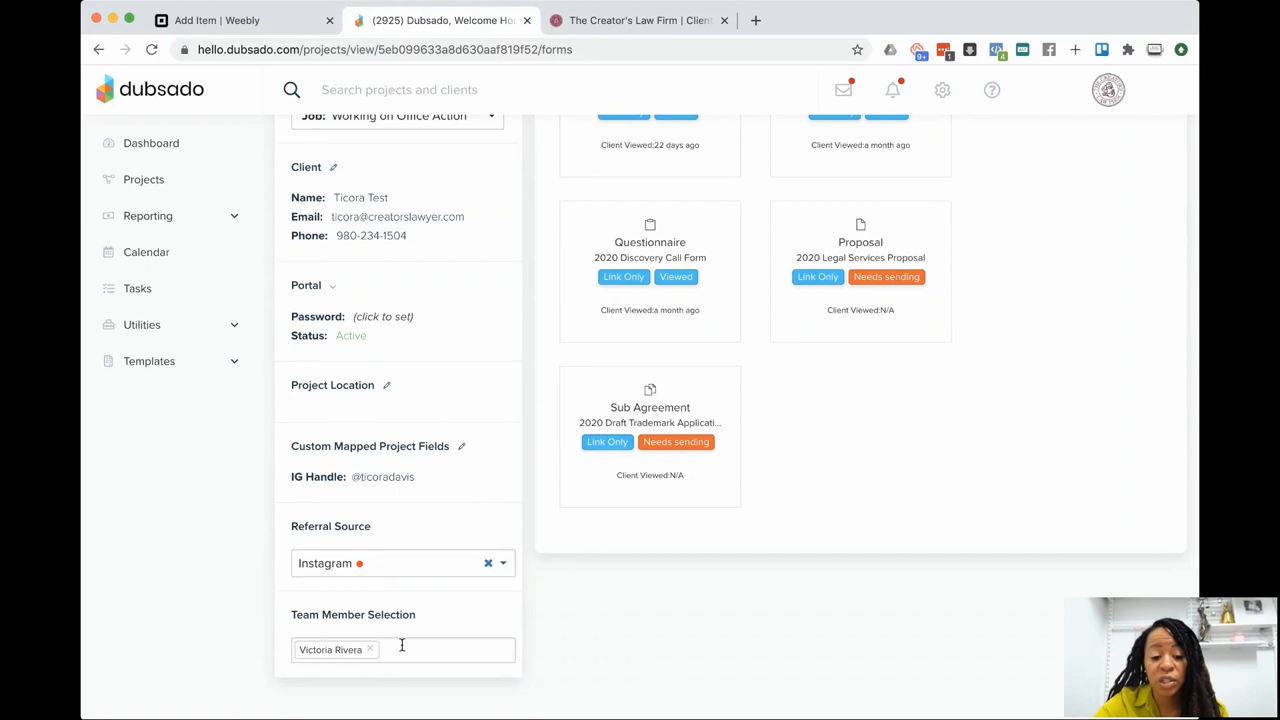 Add Item | Weebly
(2925) Dubsado, Welcome Ho
The Creator's Law Firm | Client
hello.dubsado.com/projects/view/5eb099633a8d630aaf819f52/forms
9+
1
4
dubsado
Search projects and clients
Dashboard
Projects
Reporting
Calendar
Tasks
Utilities
Templates
Job: Working on Office Action
Client
Name: Ticora Test
Email: ticora@creatorslawyer.com
Phone: 980-234-1504
Portal
Password: (click to set)
Status: Active
Project Location
Custom Mapped Project Fields
IG Handle: @ticoradavis
Referral Source
Instagram
Team Member Selection
Victoria Rivera
Client Viewed:22 days ago
Client Viewed:a month ago
Questionnaire
2020 Discovery Call Form
Link Only Viewed
Client Viewed:a month ago
Proposal
2020 Legal Services Proposal
Link Only Needs sending
Client Viewed:N/A
Sub Agreement
2020 Draft Trademark Applicati...
Link Only Needs sending
Client Viewed:N/A